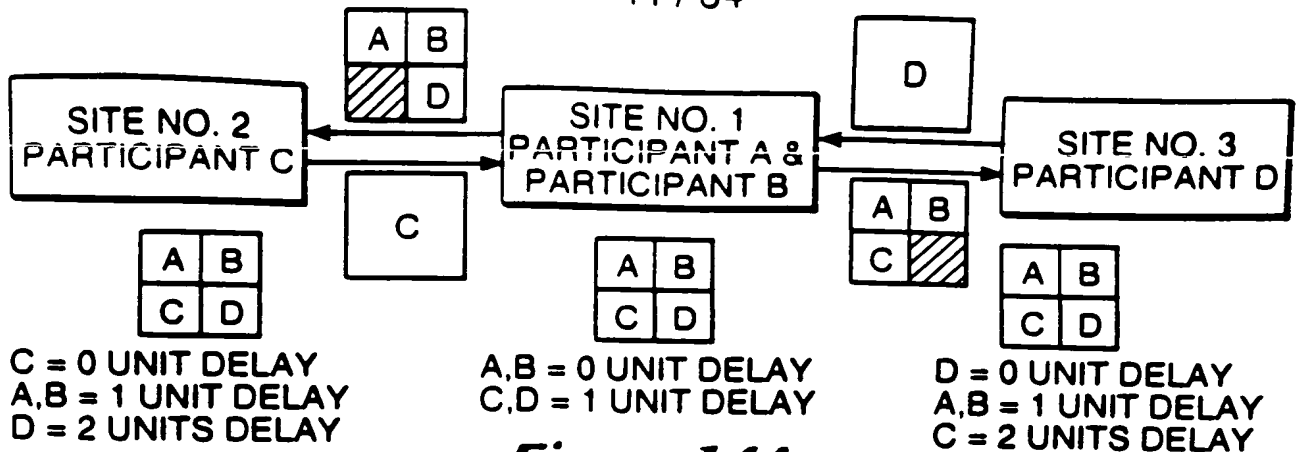 A B
D
D
SITE NO. 2
PARTICIPANT C
SITE NO. 1
PARTICIPANT A &
PARTICIPANT B
SITE NO. 3
PARTICIPANT D
C
A B
C
A B
C D
A B
C D
A B
C D
C = 0 UNIT DELAY
A,B = 1 UNIT DELAY
D = 2 UNITS DELAY
A,B = 0 UNIT DELAY
C,D = 1 UNIT DELAY
D = 0 UNIT DELAY
A,B = 1 UNIT DELAY
C = 2 UNITS DELAY